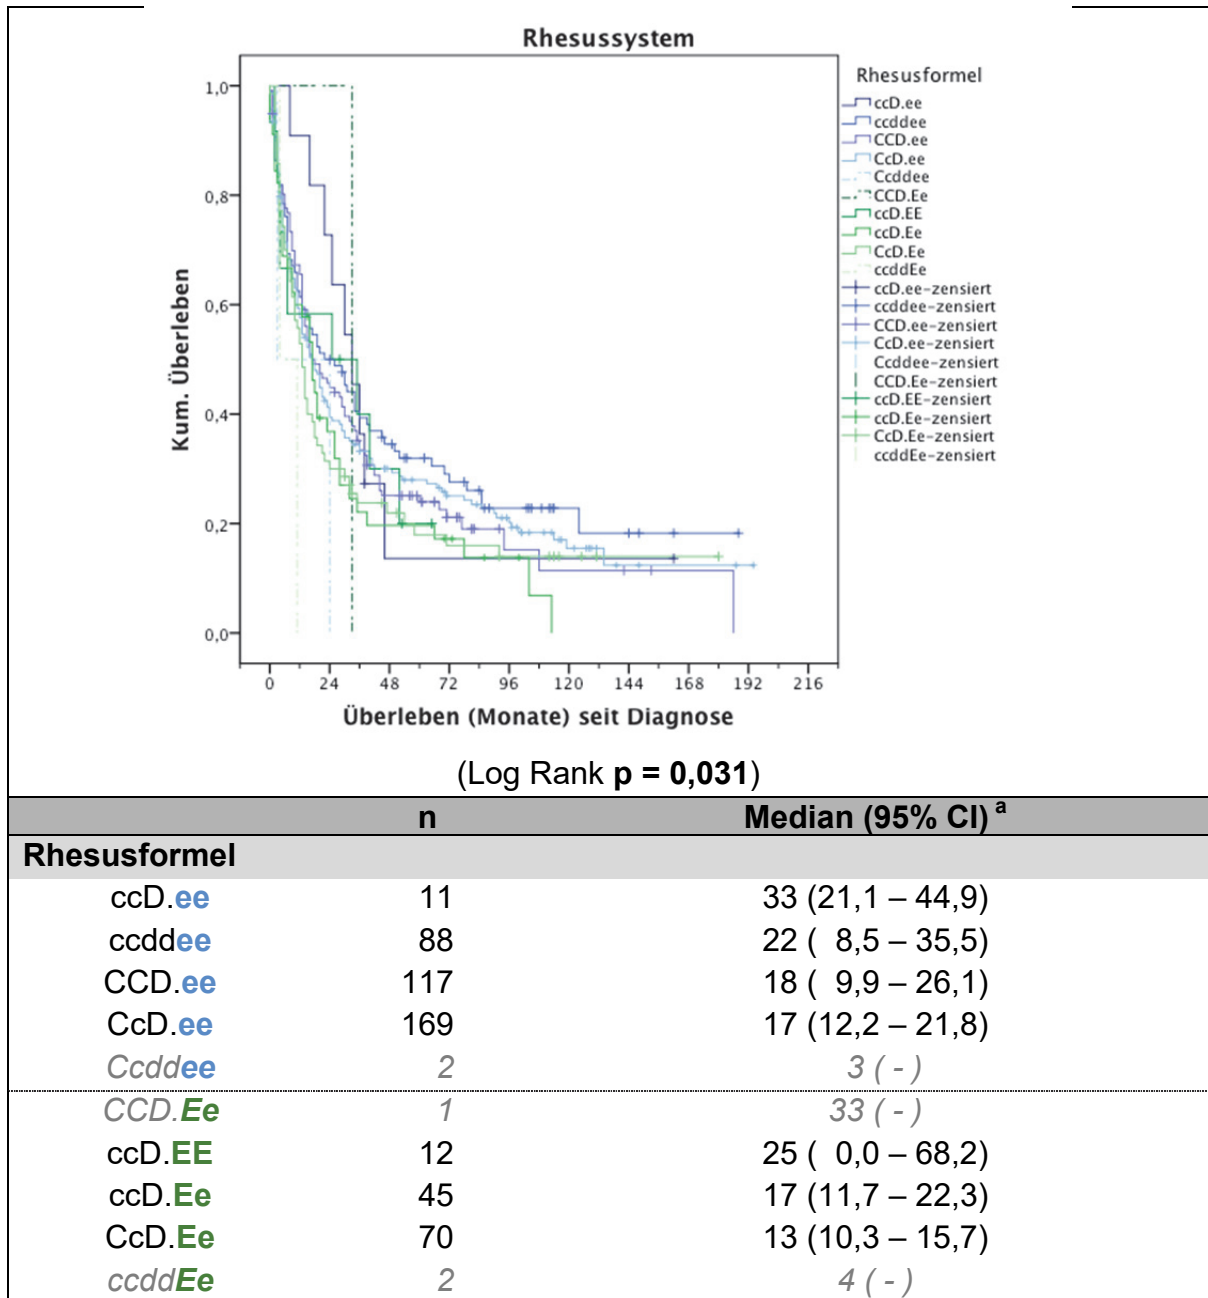 Rhesussystem
Kum. Überleben
1,0
0,8
0,6
0,4
0,2
0,0
0 24 48 72 96 120 144 168 192 216
Überleben (Monate) seit Diagnose
Rhesusformel
ccD.ee
ccddee
CCD.ee
CcD.ee
Ccddee
CCD.Ee
ccD.EE
ccD.Ee
CcD.Ee
ccddEe
ccD.ee-zensiert
ccddee-zensiert
CCD.ee-zensiert
CcD.ee-zensiert
Ccddee-zensiert
CCD.Ee-zensiert
ccD.EE-zensiert
ccD.Ee-zensiert
CcD.Ee-zensiert
ccddEe-zensiert
(Log Rank p = 0,031)
n Median (95% CI) a
Rhesusformel
ccD.ee 11 33 (21,1 – 44,9)
ccddee 88 22 ( 8,5 – 35,5)
CCD.ee 117 18 ( 9,9 – 26,1)
CcD.ee 169 17 (12,2 – 21,8)
Ccddee 2 3 ( - )
CCD.Ee 1 33 ( - )
ccD.EE 12 25 ( 0,0 – 68,2)
ccD.Ee 45 17 (11,7 – 22,3)
CcD.Ee 70 13 (10,3 – 15,7)
ccddEe 2 4 ( - )